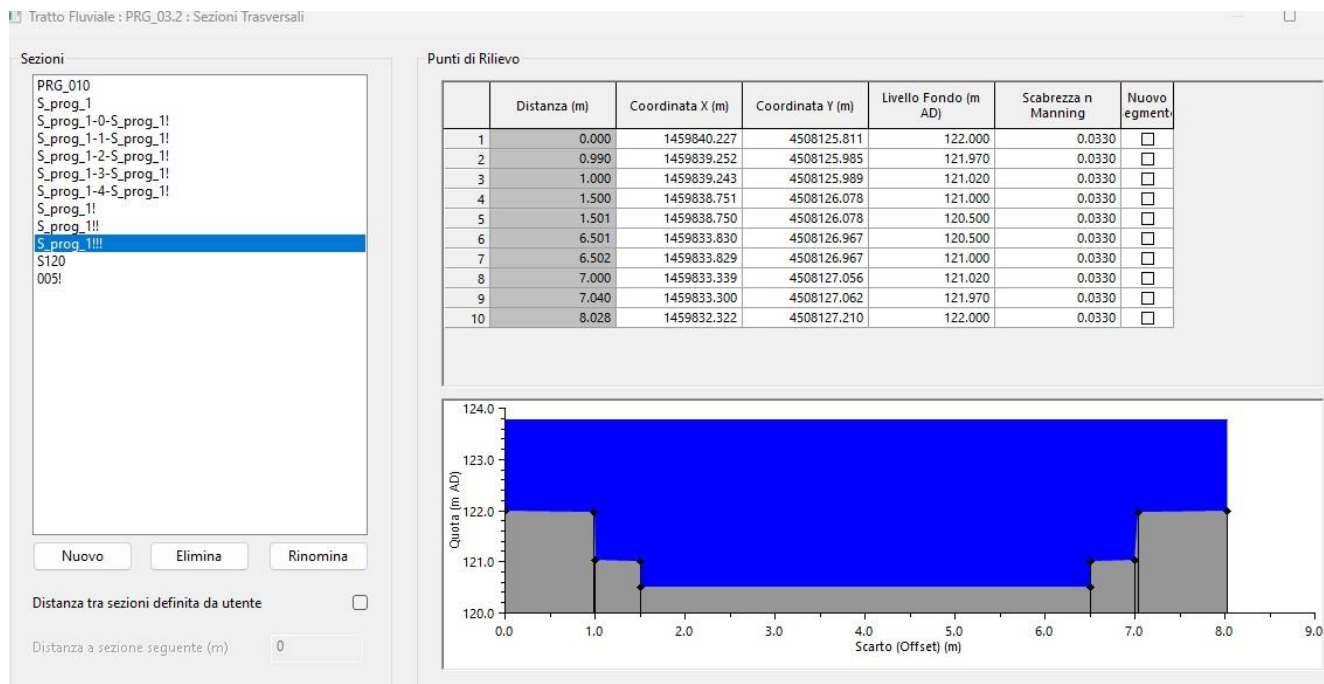 Tratto Fluviale : PRG_03.2 : Sezioni Trasversali
Sezioni
PRG_010
S_prog_1
S_prog_1-0-S_prog_1!
S_prog_1-1-S_prog_1!
S_prog_1-2-S_prog_1!
S_prog_1-3-S_prog_1!
S_prog_1-4-S_prog_1!
S_prog_1!
S_prog_1!!
S_prog_1!!!
S120
005!
Nuovo Elimina Rinomina
Distanza tra sezioni definita da utente
Distanza a sezione seguente (m) 0
Punti di Rilievo
Distanza (m) Coordinata X (m) Coordinata Y (m) Livello Fondo (m AD) Scabrezza n Manning Nuovo egment
1 0.000 1459840.227 4508125.811 122.000 0.0330
2 0.990 1459839.252 4508125.985 121.970 0.0330
3 1.000 1459839.243 4508125.989 121.020 0.0330
4 1.500 1459838.751 4508126.078 121.000 0.0330
5 1.501 1459838.750 4508126.078 120.500 0.0330
6 6.501 1459833.830 4508126.967 120.500 0.0330
7 6.502 1459833.829 4508126.967 121.000 0.0330
8 7.000 1459833.339 4508127.056 121.020 0.0330
9 7.040 1459833.300 4508127.062 121.970 0.0330
10 8.028 1459832.322 4508127.210 122.000 0.0330
124.0
123.0
122.0
121.0
120.0
Quota (m AD)
0.0 1.0 2.0 3.0 4.0 5.0 6.0 7.0 8.0 9.0
Scarto (Offset) (m)